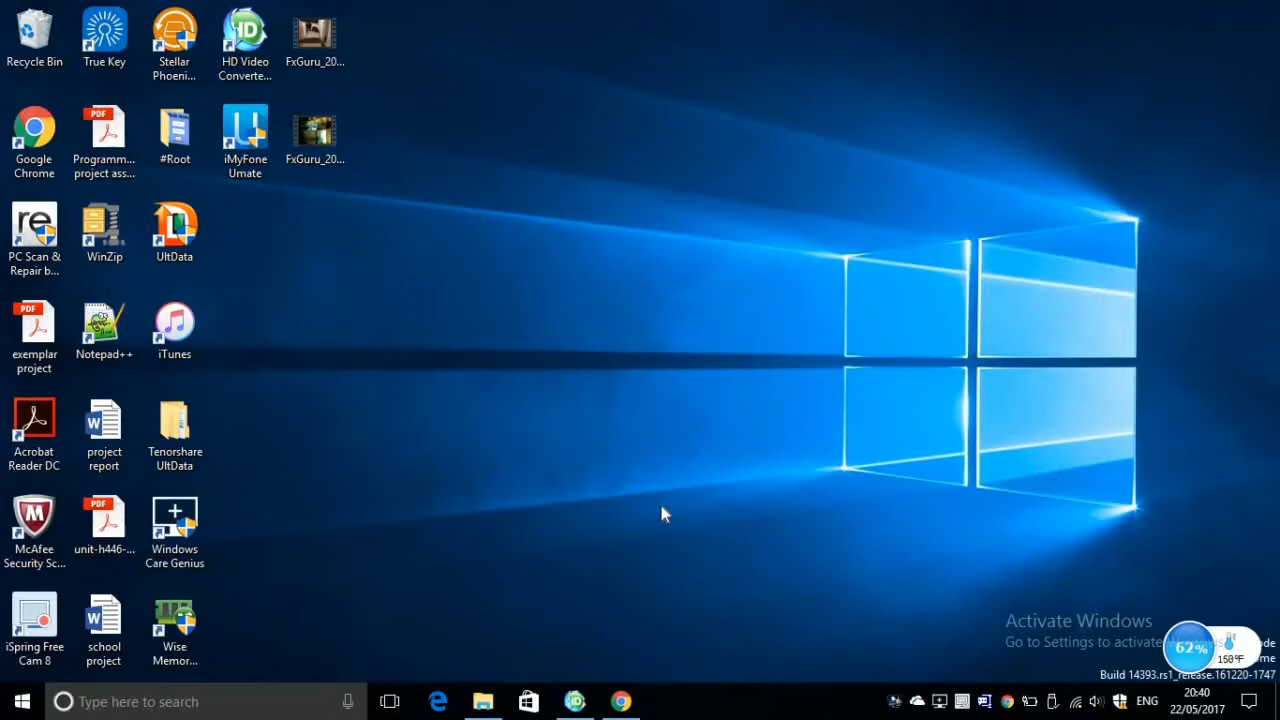 Recycle Bin
True Key
Stellar
Phoeni...
HD Video
Converte...
FxGuru_20...
Google
Chrome
PDF
Programm...
project ass...
#Root
iMyFone
Umate
FxGuru_20...
re
PC Scan &
Repair b...
WinZip
UltData
PDF
exemplar
project
Notepad++
iTunes
Acrobat
Reader DC
project
report
Tenorshare
UltData
McAfee
Security Sc...
PDF
unit-h446-...
Windows
Care Genius
iSpring Free
Cam 8
school
project
Wise
Memor...
Activate Windows
Go to Settings to activate
62%
160°F
Build 14393.rs1_release.161220-1747
Type here to search
ENG
20:40
22/05/2017